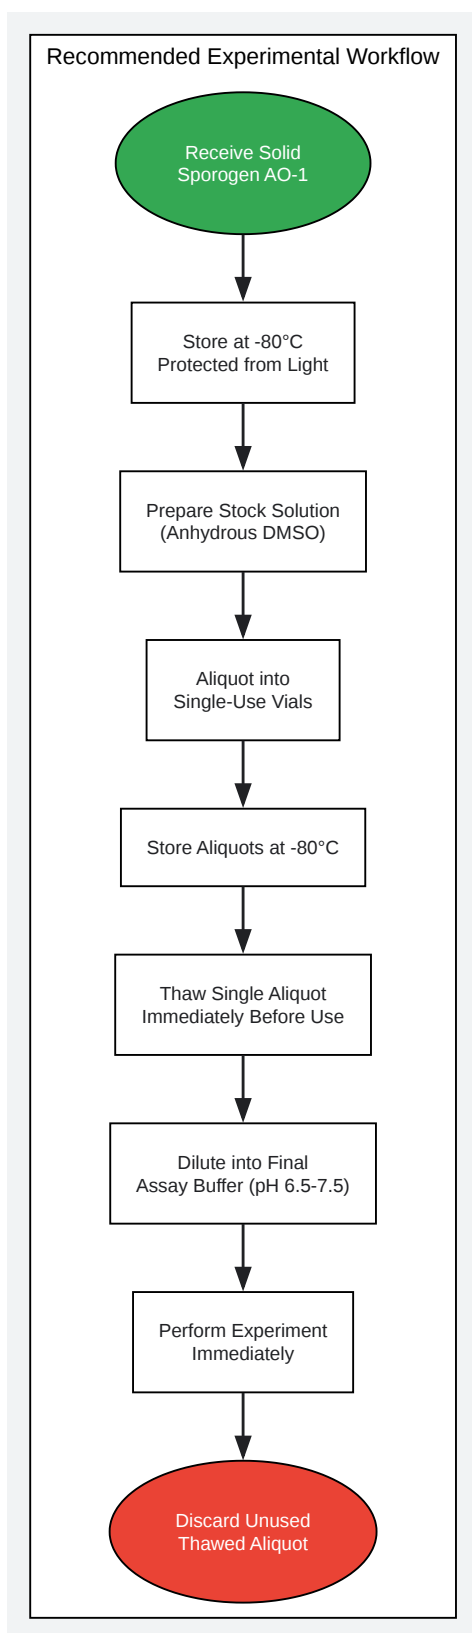 Recommended Experimental Workflow
Receive Solid
Sporogen AO-1
Store at -80°C
Protected from Light
Prepare Stock Solution
(Anhydrous DMSO)
Aliquot into
Single-Use Vials
Store Aliquots at -80°C
Thaw Single Aliquot
Immediately Before Use
Dilute into Final
Assay Buffer (pH 6.5-7.5)
Perform Experiment
Immediately
Discard Unused
Thawed Aliquot